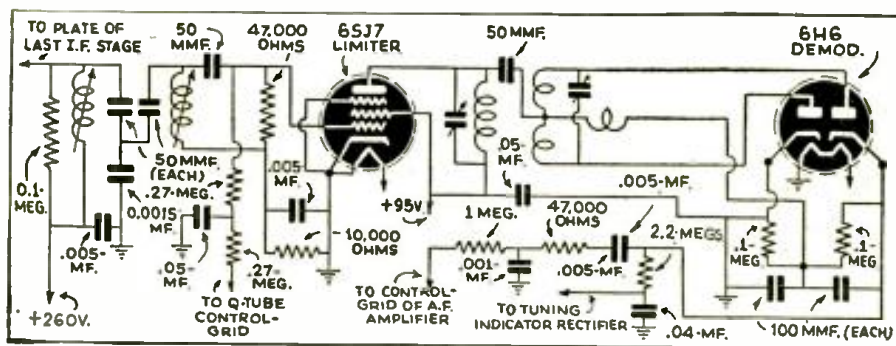 TO PLATE OF
LAST I.F. STAGE
50
MMF.
47,000
OHMS
6SJ7
LIMITER
50
MMF.
6H6
DEMOD.
0.1-
MEG.
.005-
MF.
+260V.
50 MMF.
(EACH)
0.0015
MF.
.27-MEG.
.05-
MF.
.27-
MEG.
TO Q-TUBE
CONTROL-
GRID
.005-
MF.
10,000
OHMS
+95V.
.05-
MF.
1 MEG.
47,000
OHMS
.005-MF.
2.2-MEGS
.001-
MF.
.005-
MF.
TO CONTROL-
GRID OF A.F.
AMPLIFIER
TO TUNING
INDICATOR RECTIFIER
.04-MF.
.1-
MEG
.1-
MEG
100 MMF. (EACH)